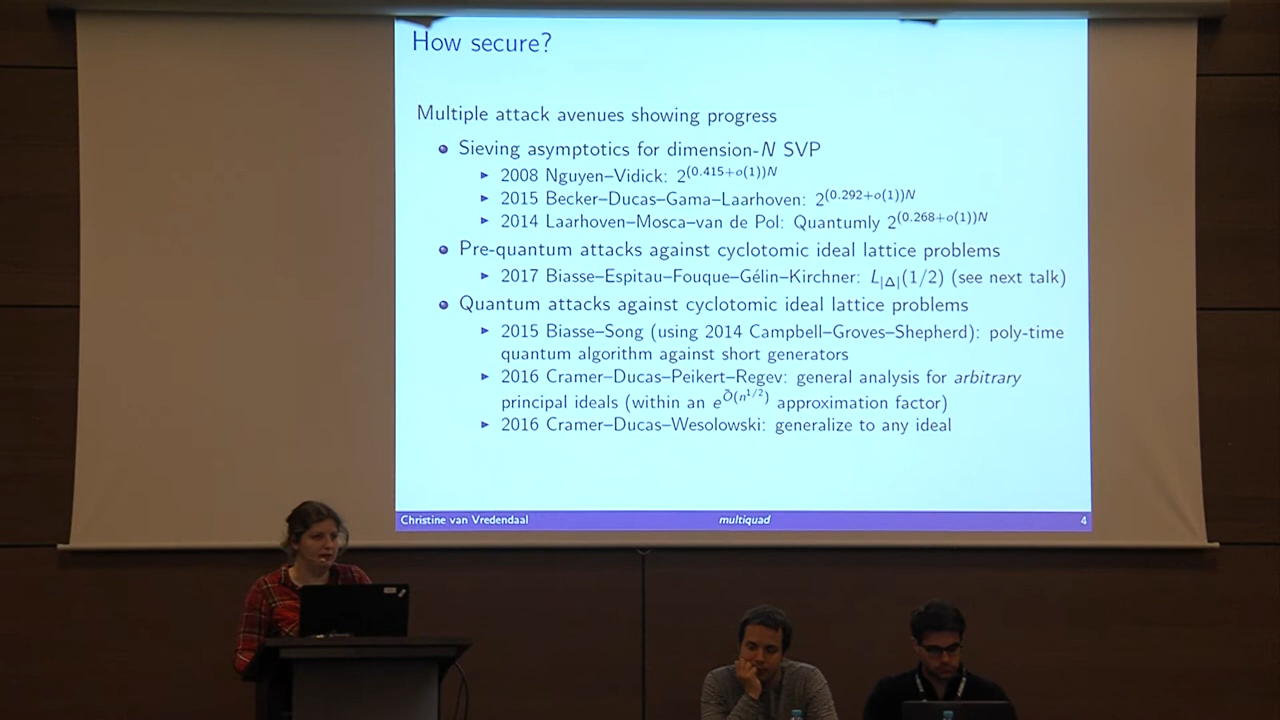 How secure?
Multiple attack avenues showing progress
Sieving asymptotics for dimension-N SVP
2008 Nguyen–Vidick: 2^(0.415+o(1))N
2015 Becker–Ducas–Gama–Laarhoven: 2^(0.292+o(1))N
2014 Laarhoven–Mosca–van de Pol: Quantumly 2^(0.268+o(1))N
Pre-quantum attacks against cyclotomic ideal lattice problems
2017 Biasse–Espitau–Fouque–Gélin–Kirchner: L_|Δ|(1/2) (see next talk)
Quantum attacks against cyclotomic ideal lattice problems
2015 Biasse–Song (using 2014 Campbell–Groves–Shepherd): poly-time
quantum algorithm against short generators
2016 Cramer–Ducas–Peikert–Regev: general analysis for arbitrary
principal ideals (within an e^Õ(n^1/2) approximation factor)
2016 Cramer–Ducas–Wesolowski: generalize to any ideal
Christine van Vredendaal multiquad 4